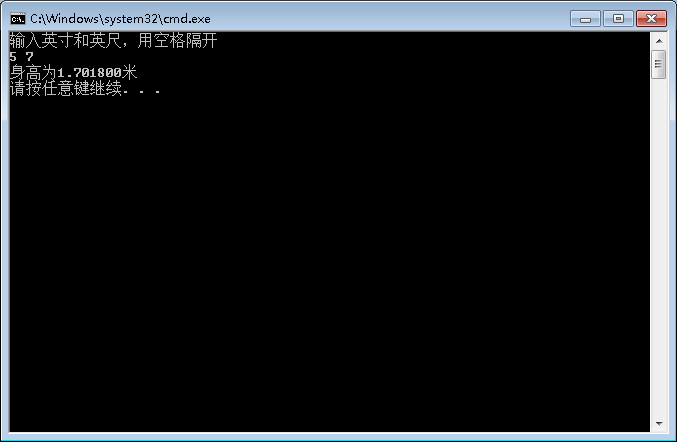 C:\Windows\system32\cmd.exe
输入英寸和英尺，用空格隔开
5 7
身高为1.701800米
请按任意键继续. . .